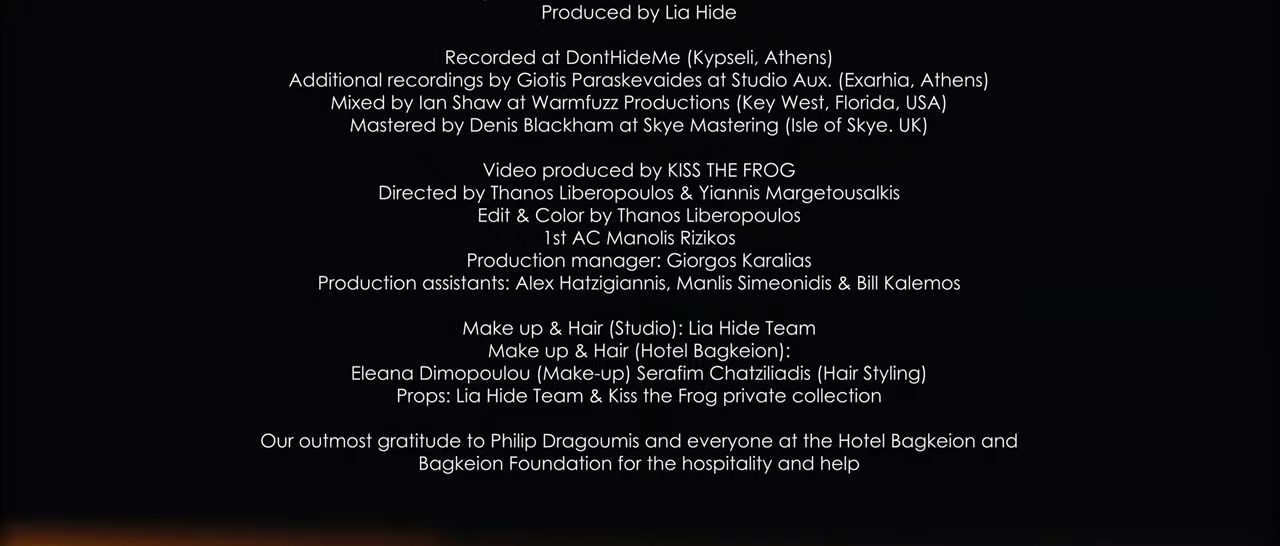 Produced by Lia Hide
Recorded at DontHideMe (Kypseli, Athens)
Additional recordings by Giotis Paraskevaides at Studio Aux. (Exarhia, Athens)
Mixed by Ian Shaw at Warmfuzz Productions (Key West, Florida, USA)
Mastered by Denis Blackham at Skye Mastering (Isle of Skye. UK)
Video produced by KISS THE FROG
Directed by Thanos Liberopoulos & Yiannis Margetousalkis
Edit & Color by Thanos Liberopoulos
1st AC Manolis Rizikos
Production manager: Giorgos Karalias
Production assistants: Alex Hatzigiannis, Manlis Simeonidis & Bill Kalemos
Make up & Hair (Studio): Lia Hide Team
Make up & Hair (Hotel Bagkeion):
Eleana Dimopoulou (Make-up) Serafim Chatziliadis (Hair Styling)
Props: Lia Hide Team & Kiss the Frog private collection
Our outmost gratitude to Philip Dragoumis and everyone at the Hotel Bagkeion and
Bagkeion Foundation for the hospitality and help